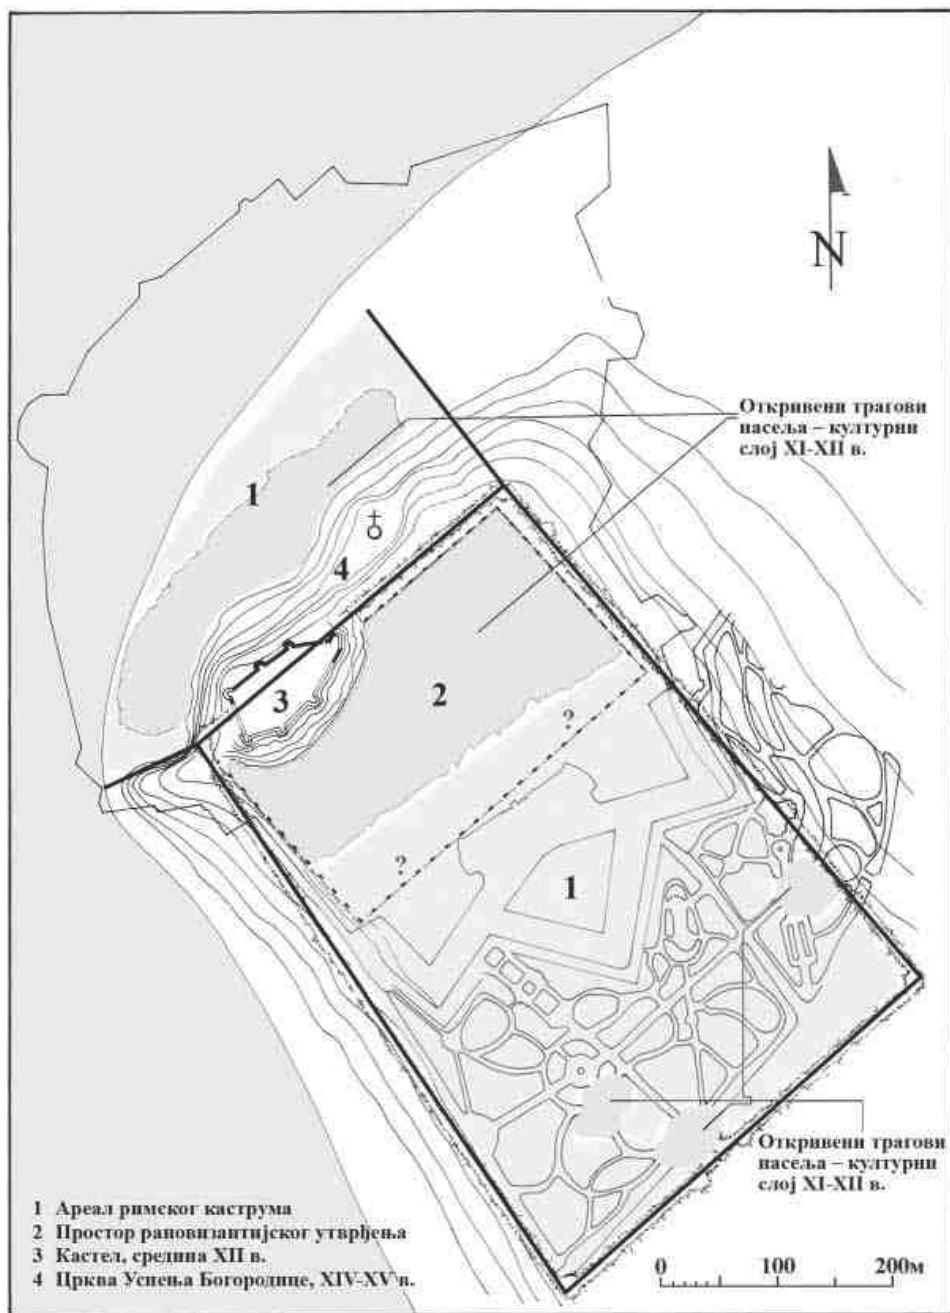 N
Откривени трагови
насеља – културни
слој XI-XII в.
1
4
3
2
?
?
1
Откривени трагови
насеља – културни
слој XI-XII в.
1 Ареал римског каструма
2 Простор рановизантијског утврђења
3 Кастел, средина XII в.
4 Црква Успења Богородице, XIV-XV в.
0 100 200м